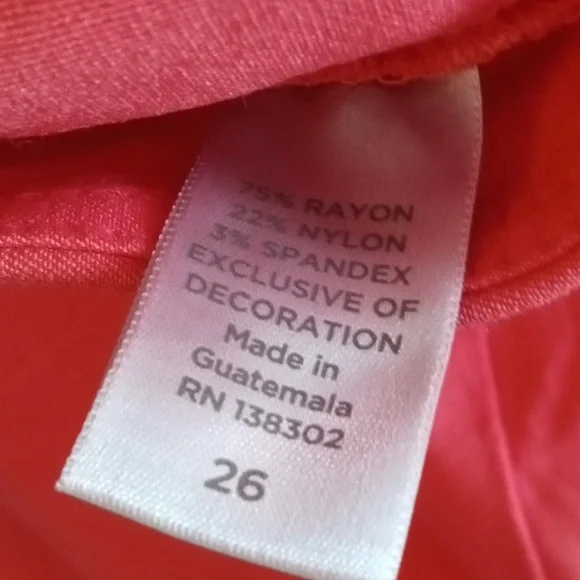 75% RAYON
22% NYLON
3% SPANDEX
EXCLUSIVE OF
DECORATION
Made in
Guatemala
RN 138302
26